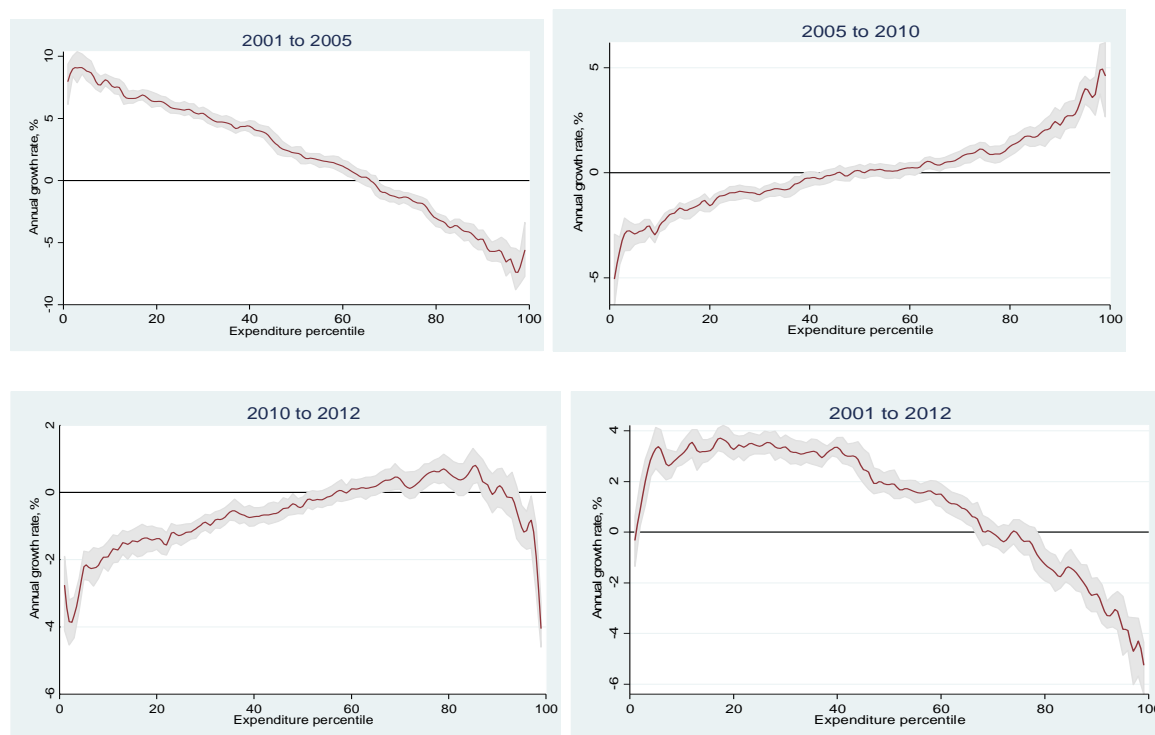 2001 to 2005
Annual growth rate, %
10
5
0
-5
-10
0 20 40 60 80 100
Expenditure percentile
2005 to 2010
Annual growth rate, %
5
0
-5
0 20 40 60 80 100
Expenditure percentile
2010 to 2012
Annual growth rate, %
2
0
-2
-4
-6
0 20 40 60 80 100
Expenditure percentile
2001 to 2012
Annual growth rate, %
4
2
0
-2
-4
-6
0 20 40 60 80 100
Expenditure percentile